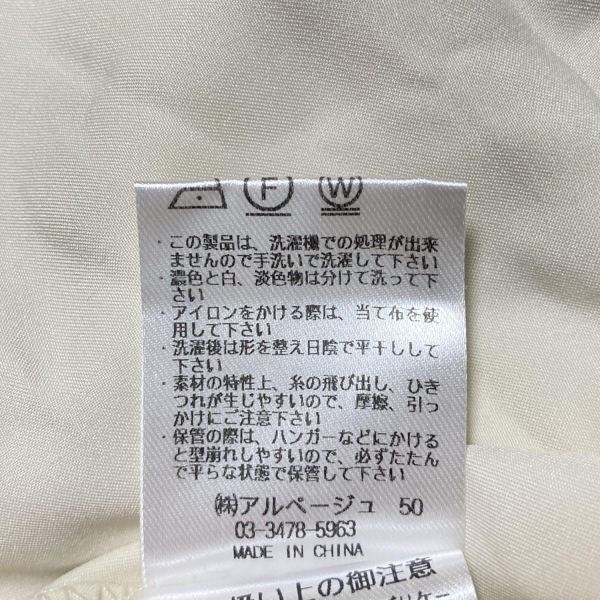 F W
・この製品は、洗濯機での処理が出来
ませんので手洗いで洗濯して下さい
・濃色と白、淡色物は分けて洗って下
さい
・アイロンをかける際は、当て布を使
用して下さい
・洗濯後は形を整え日陰で平干しして
下さい
・素材の特性上、糸の飛び出し、ひき
つれが生じやすいので、摩擦、引っ
かけにご注意下さい
・保管の際は、ハンガーなどにかける
と型崩れしやすいので、必ずたたん
で平らな状態で保管して下さい
㈱アルページュ 50
03-3478-5963
MADE IN CHINA
扱い上の御注意